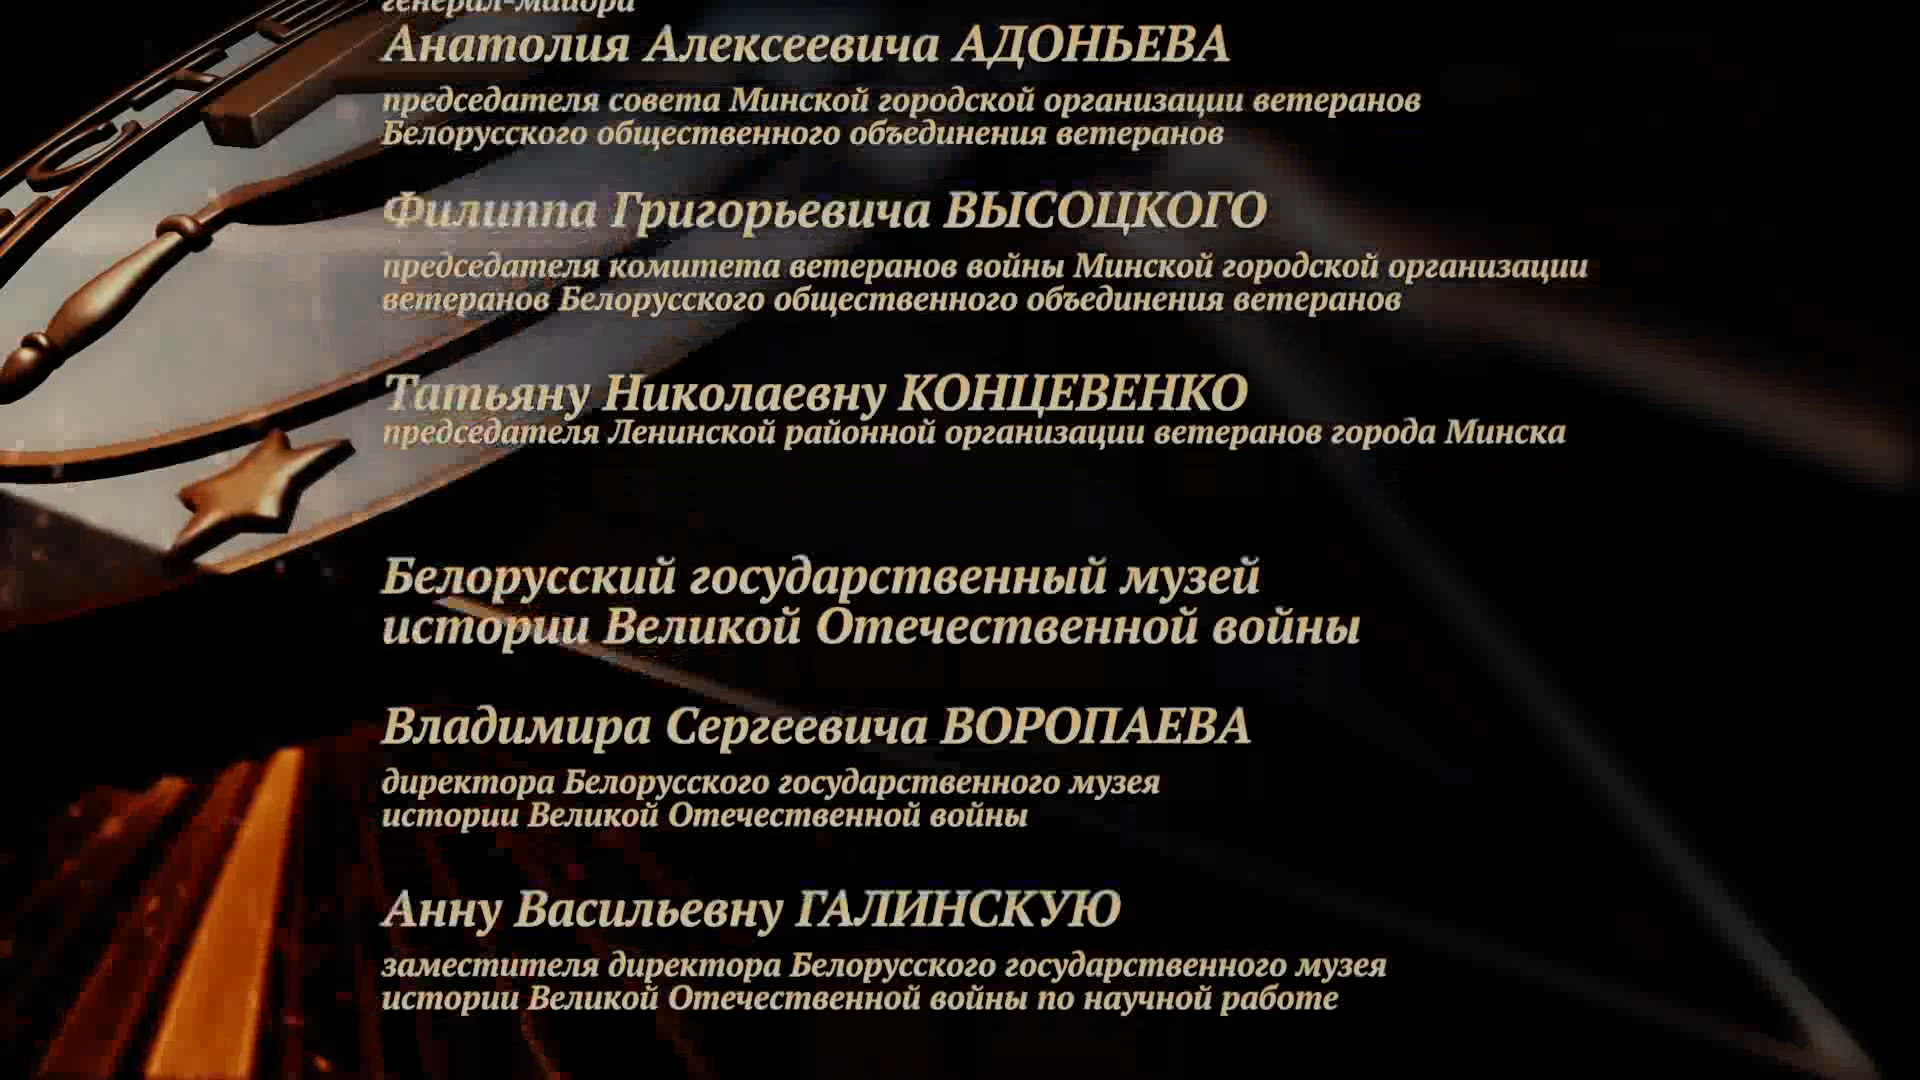 генерал-майора
Анатолия Алексеевича АДОНЬЕВА
председателя совета Минской городской организации ветеранов
Белорусского общественного объединения ветеранов
Филиппа Григорьевича ВЫСОЦКОГО
председателя комитета ветеранов войны Минской городской организации
ветеранов Белорусского общественного объединения ветеранов
Татьяну Николаевну КОНЦЕВЕНКО
председателя Ленинской районной организации ветеранов города Минска
Белорусский государственный музей
истории Великой Отечественной войны
Владимира Сергеевича ВОРОПАЕВА
директора Белорусского государственного музея
истории Великой Отечественной войны
Анну Васильевну ГАЛИНСКУЮ
заместителя директора Белорусского государственного музея
истории Великой Отечественной войны по научной работе